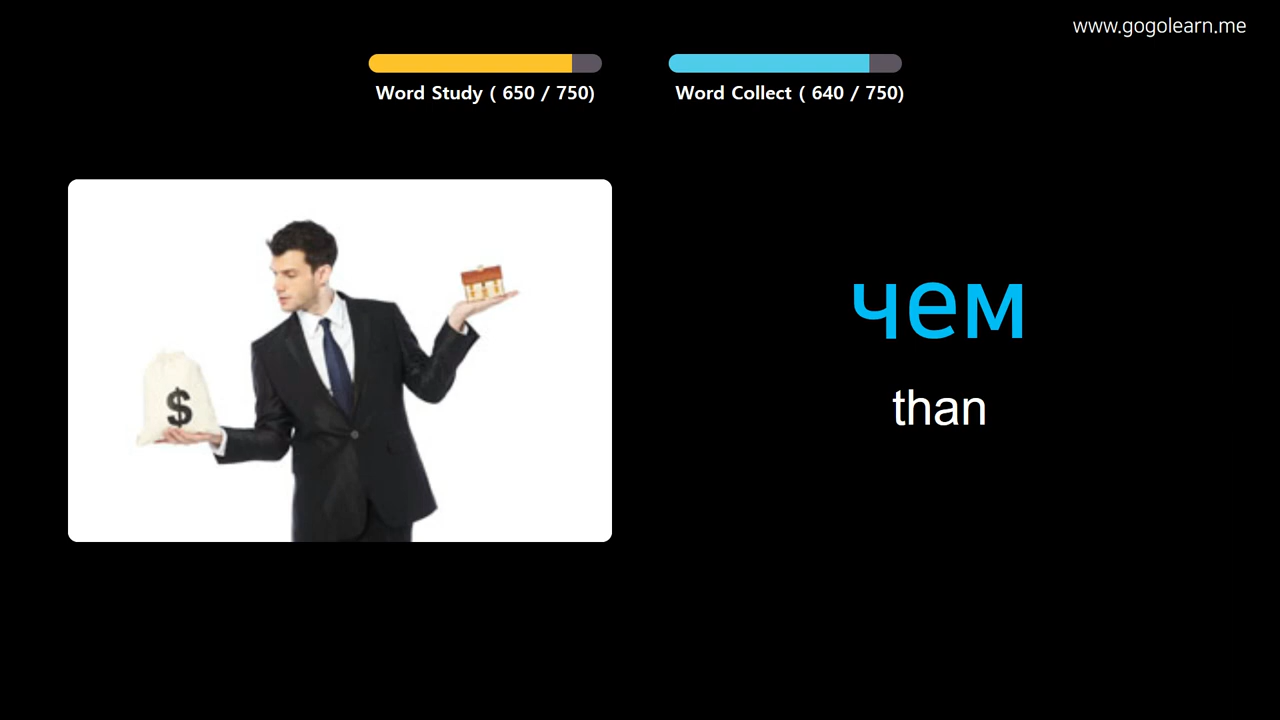 www.gogolearn.me
Word Study ( 650 / 750)
Word Collect ( 640 / 750)
$
чем
than